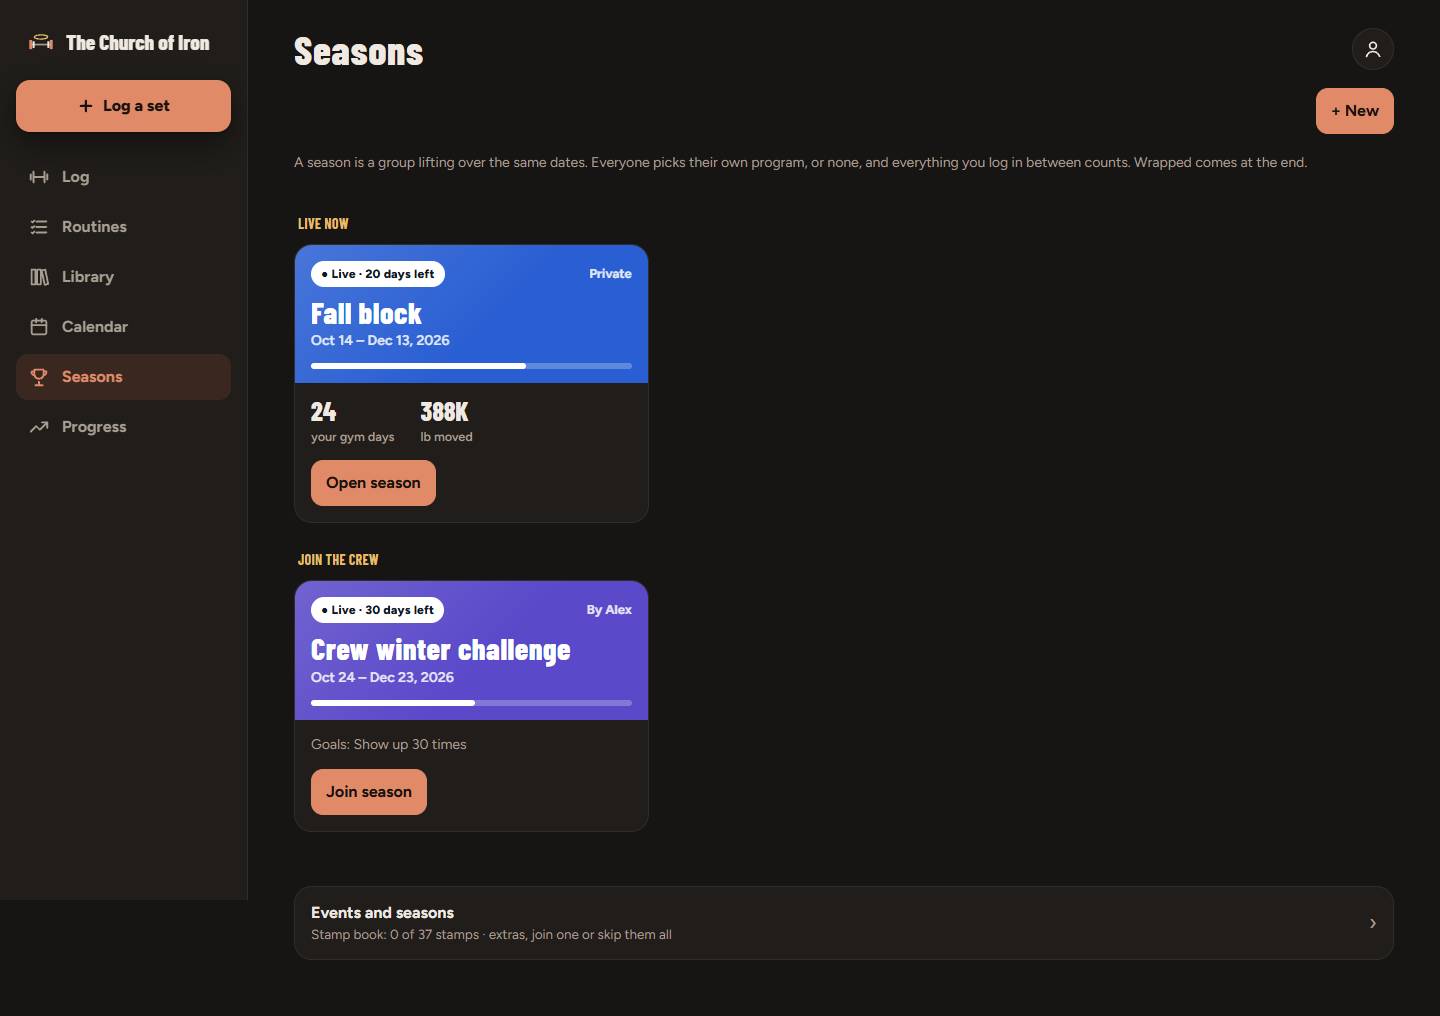 The Church of Iron
+ Log a set
Log
Routines
Library
Calendar
Seasons
Progress
Seasons
+ New
A season is a group lifting over the same dates. Everyone picks their own program, or none, and everything you log in between counts. Wrapped comes at the end.
LIVE NOW
● Live · 20 days left
Private
Fall block
Oct 14 – Dec 13, 2026
24
your gym days
388K
lb moved
Open season
JOIN THE CREW
● Live · 30 days left
By Alex
Crew winter challenge
Oct 24 – Dec 23, 2026
Goals: Show up 30 times
Join season
Events and seasons
Stamp book: 0 of 37 stamps · extras, join one or skip them all